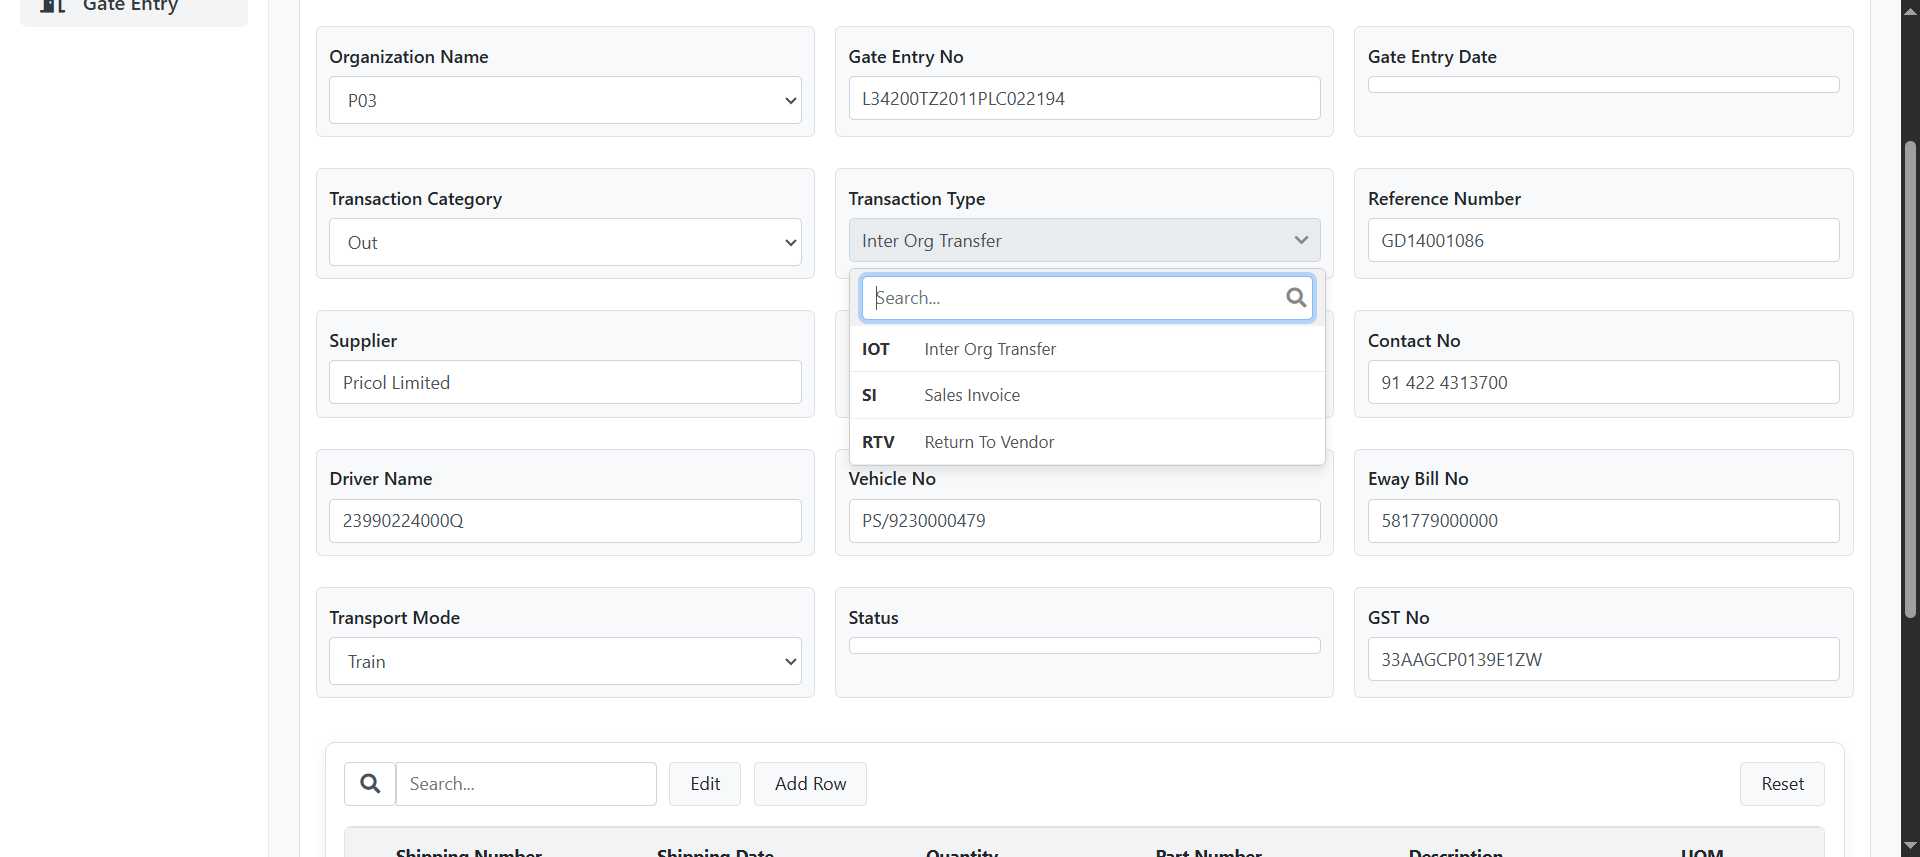 Gate Entry
Organization Name
P03
Gate Entry No
L34200TZ2011PLC022194
Gate Entry Date
Transaction Category
Out
Transaction Type
Inter Org Transfer
Reference Number
GD14001086
Search...
IOT Inter Org Transfer
SI Sales Invoice
RTV Return To Vendor
Supplier
Pricol Limited
Contact No
91 422 4313700
Driver Name
23990224000Q
Vehicle No
PS/9230000479
Eway Bill No
581779000000
Transport Mode
Train
Status
GST No
33AAGCP0139E1ZW
Search...
Edit
Add Row
Reset
Shipping Number Shipping Date Quantity Part Number Description UOM